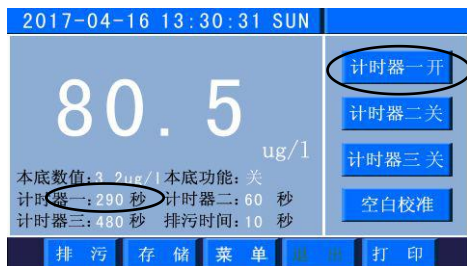 2017-04-16 13:30:31 SUN
计时器一开
80.5
ug/l
计时器二关
计时器三关
本底数值:3.2ug/l 本底功能:关
计时器一:290 秒 计时器二:60 秒
计时器三:480 秒 排污时间:10 秒
空白校准
排 污 存 储 菜 单 打 印